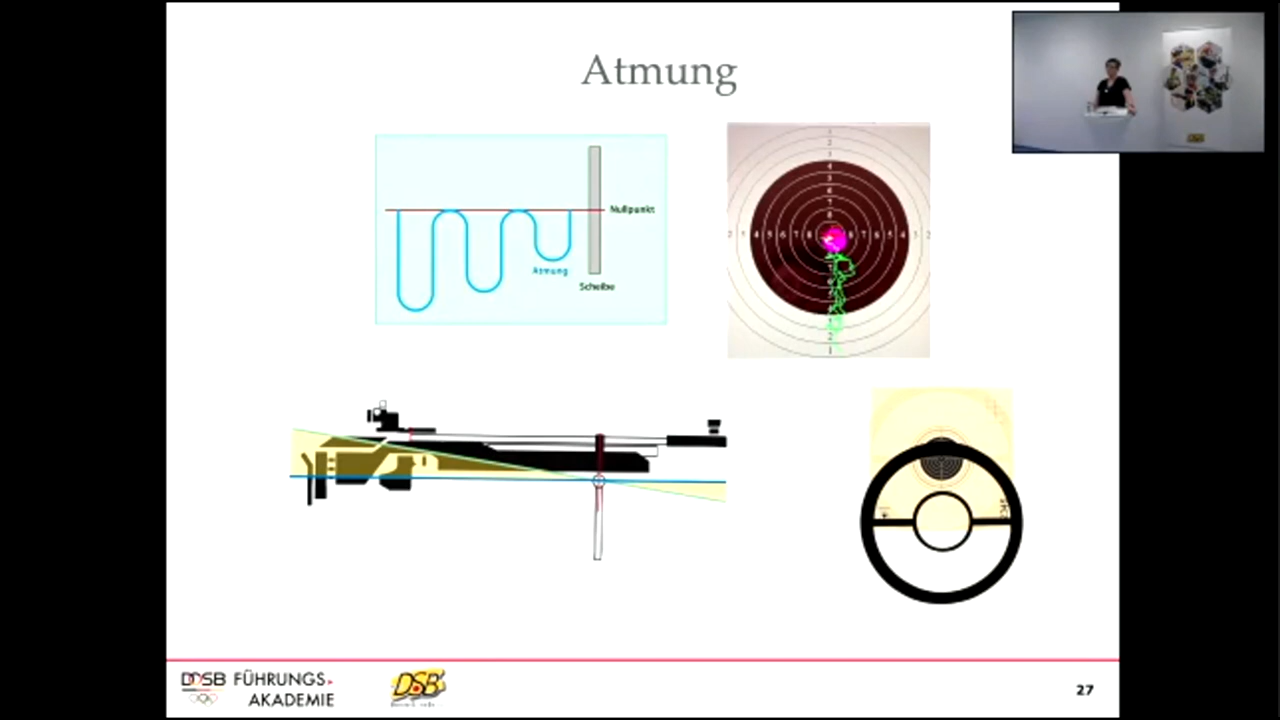 Atmung
Nullpunkt
Atmung
Scheibe
DOSB FÜHRUNGS-
AKADEMIE
DSB
27